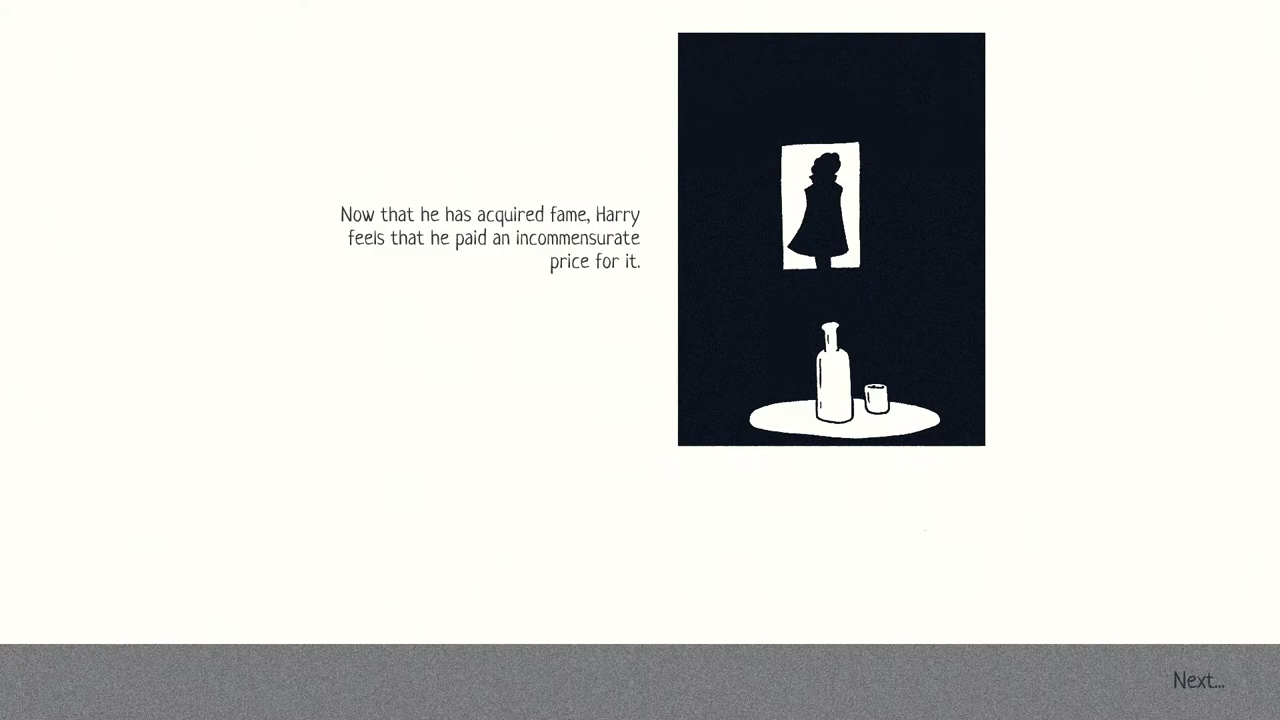 Now that he has acquired fame, Harry
feels that he paid an incommensurate
price for it.
Next...